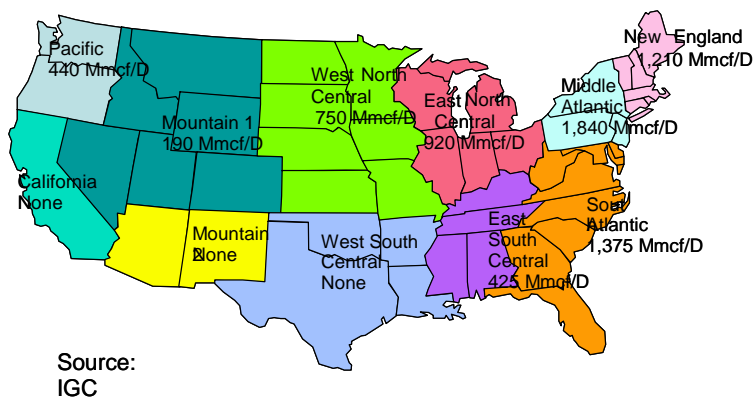 Pacific
440 Mmcf/D
Mountain 1
190 Mmcf/D
California
None
Mountain
2
None
West North
Central
750 Mmcf/D
West South
Central
None
East North
Central
920 Mmcf/D
East
South
Central
425 Mmcf/D
New England
1,210 Mmcf/D
Middle
Atlantic
1,840 Mmcf/D
Atlantic
1,375 Mmcf/D
Source:
IGC